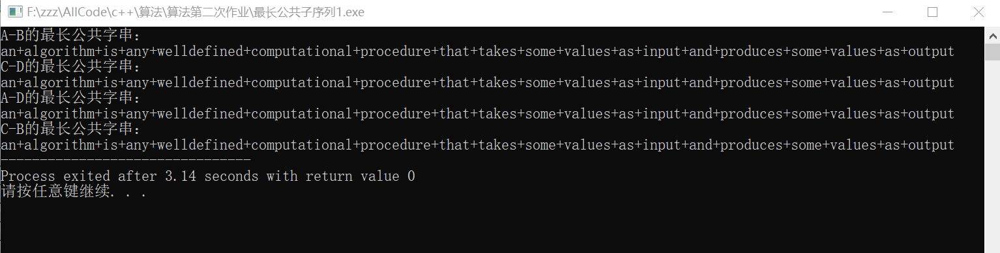 F:\zzz\AllCode\c++\算法\算法第二次作业\最长公共子序列1.exe
A-B的最长公共字串:
an+algorithm+is+any+welldefined+computational+procedure+that+takes+some+values+as+input+and+produces+some+values+as+output
C-D的最长公共字串:
an+algorithm+is+any+welldefined+computational+procedure+that+takes+some+values+as+input+and+produces+some+values+as+output
A-D的最长公共字串:
an+algorithm+is+any+welldefined+computational+procedure+that+takes+some+values+as+input+and+produces+some+values+as+output
C-B的最长公共字串:
an+algorithm+is+any+welldefined+computational+procedure+that+takes+some+values+as+input+and+produces+some+values+as+output
--------------------------------
Process exited after 3.14 seconds with return value 0
请按任意键继续. . .